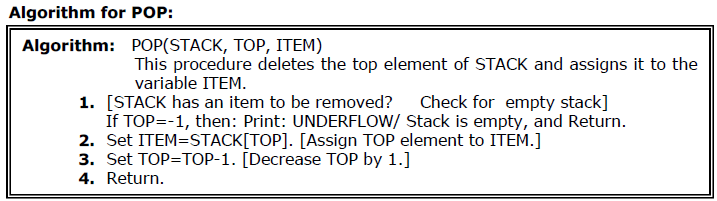 Algorithm for POP:
Algorithm: POP(STACK, TOP, ITEM)
This procedure deletes the top element of STACK and assigns it to the
variable ITEM.
1. [STACK has an item to be removed? Check for empty stack]
If TOP=-1, then: Print: UNDERFLOW/ Stack is empty, and Return.
2. Set ITEM=STACK[TOP]. [Assign TOP element to ITEM.]
3. Set TOP=TOP-1. [Decrease TOP by 1.]
4. Return.